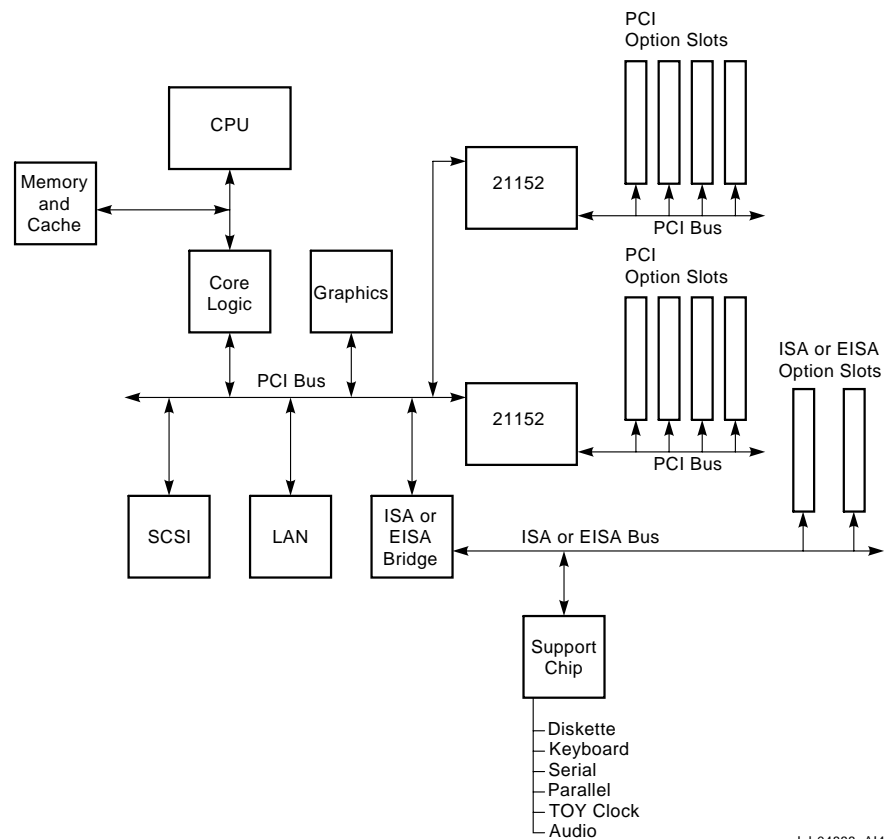 PCI
Option Slots
CPU
21152
Memory
and
Cache
PCI Bus
Core
Logic
Graphics
PCI
Option Slots
ISA or EISA
Option Slots
PCI Bus
21152
PCI Bus
SCSI
LAN
ISA or
EISA
Bridge
ISA or EISA Bus
Support
Chip
Diskette
Keyboard
Serial
Parallel
TOY Clock
Audio